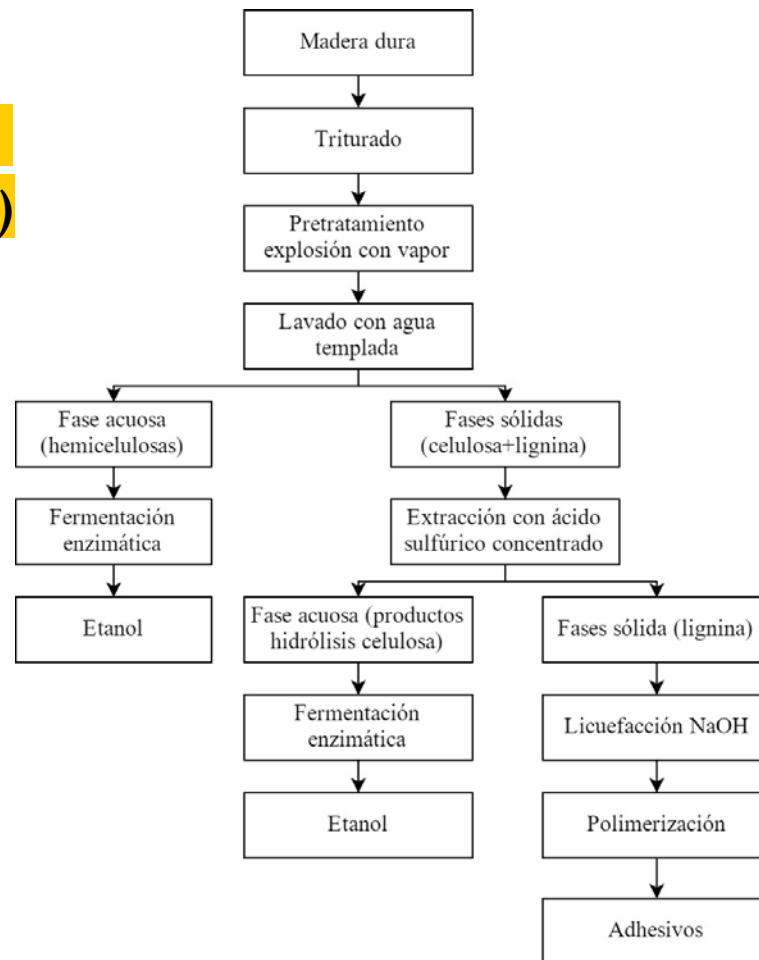 Madera dura
Triturado
)
Pretratamiento
explosión con vapor
Lavado con agua
templada
Fase acuosa
(hemicelulosas)
Fases sólidas
(celulosa+lignina)
Fermentación
enzimática
Extracción con ácido
sulfúrico concentrado
Etanol
Fase acuosa (productos
hidrólisis celulosa)
Fases sólida (lignina)
Fermentación
enzimática
Licuefacción NaOH
Etanol
Polimerización
Adhesivos